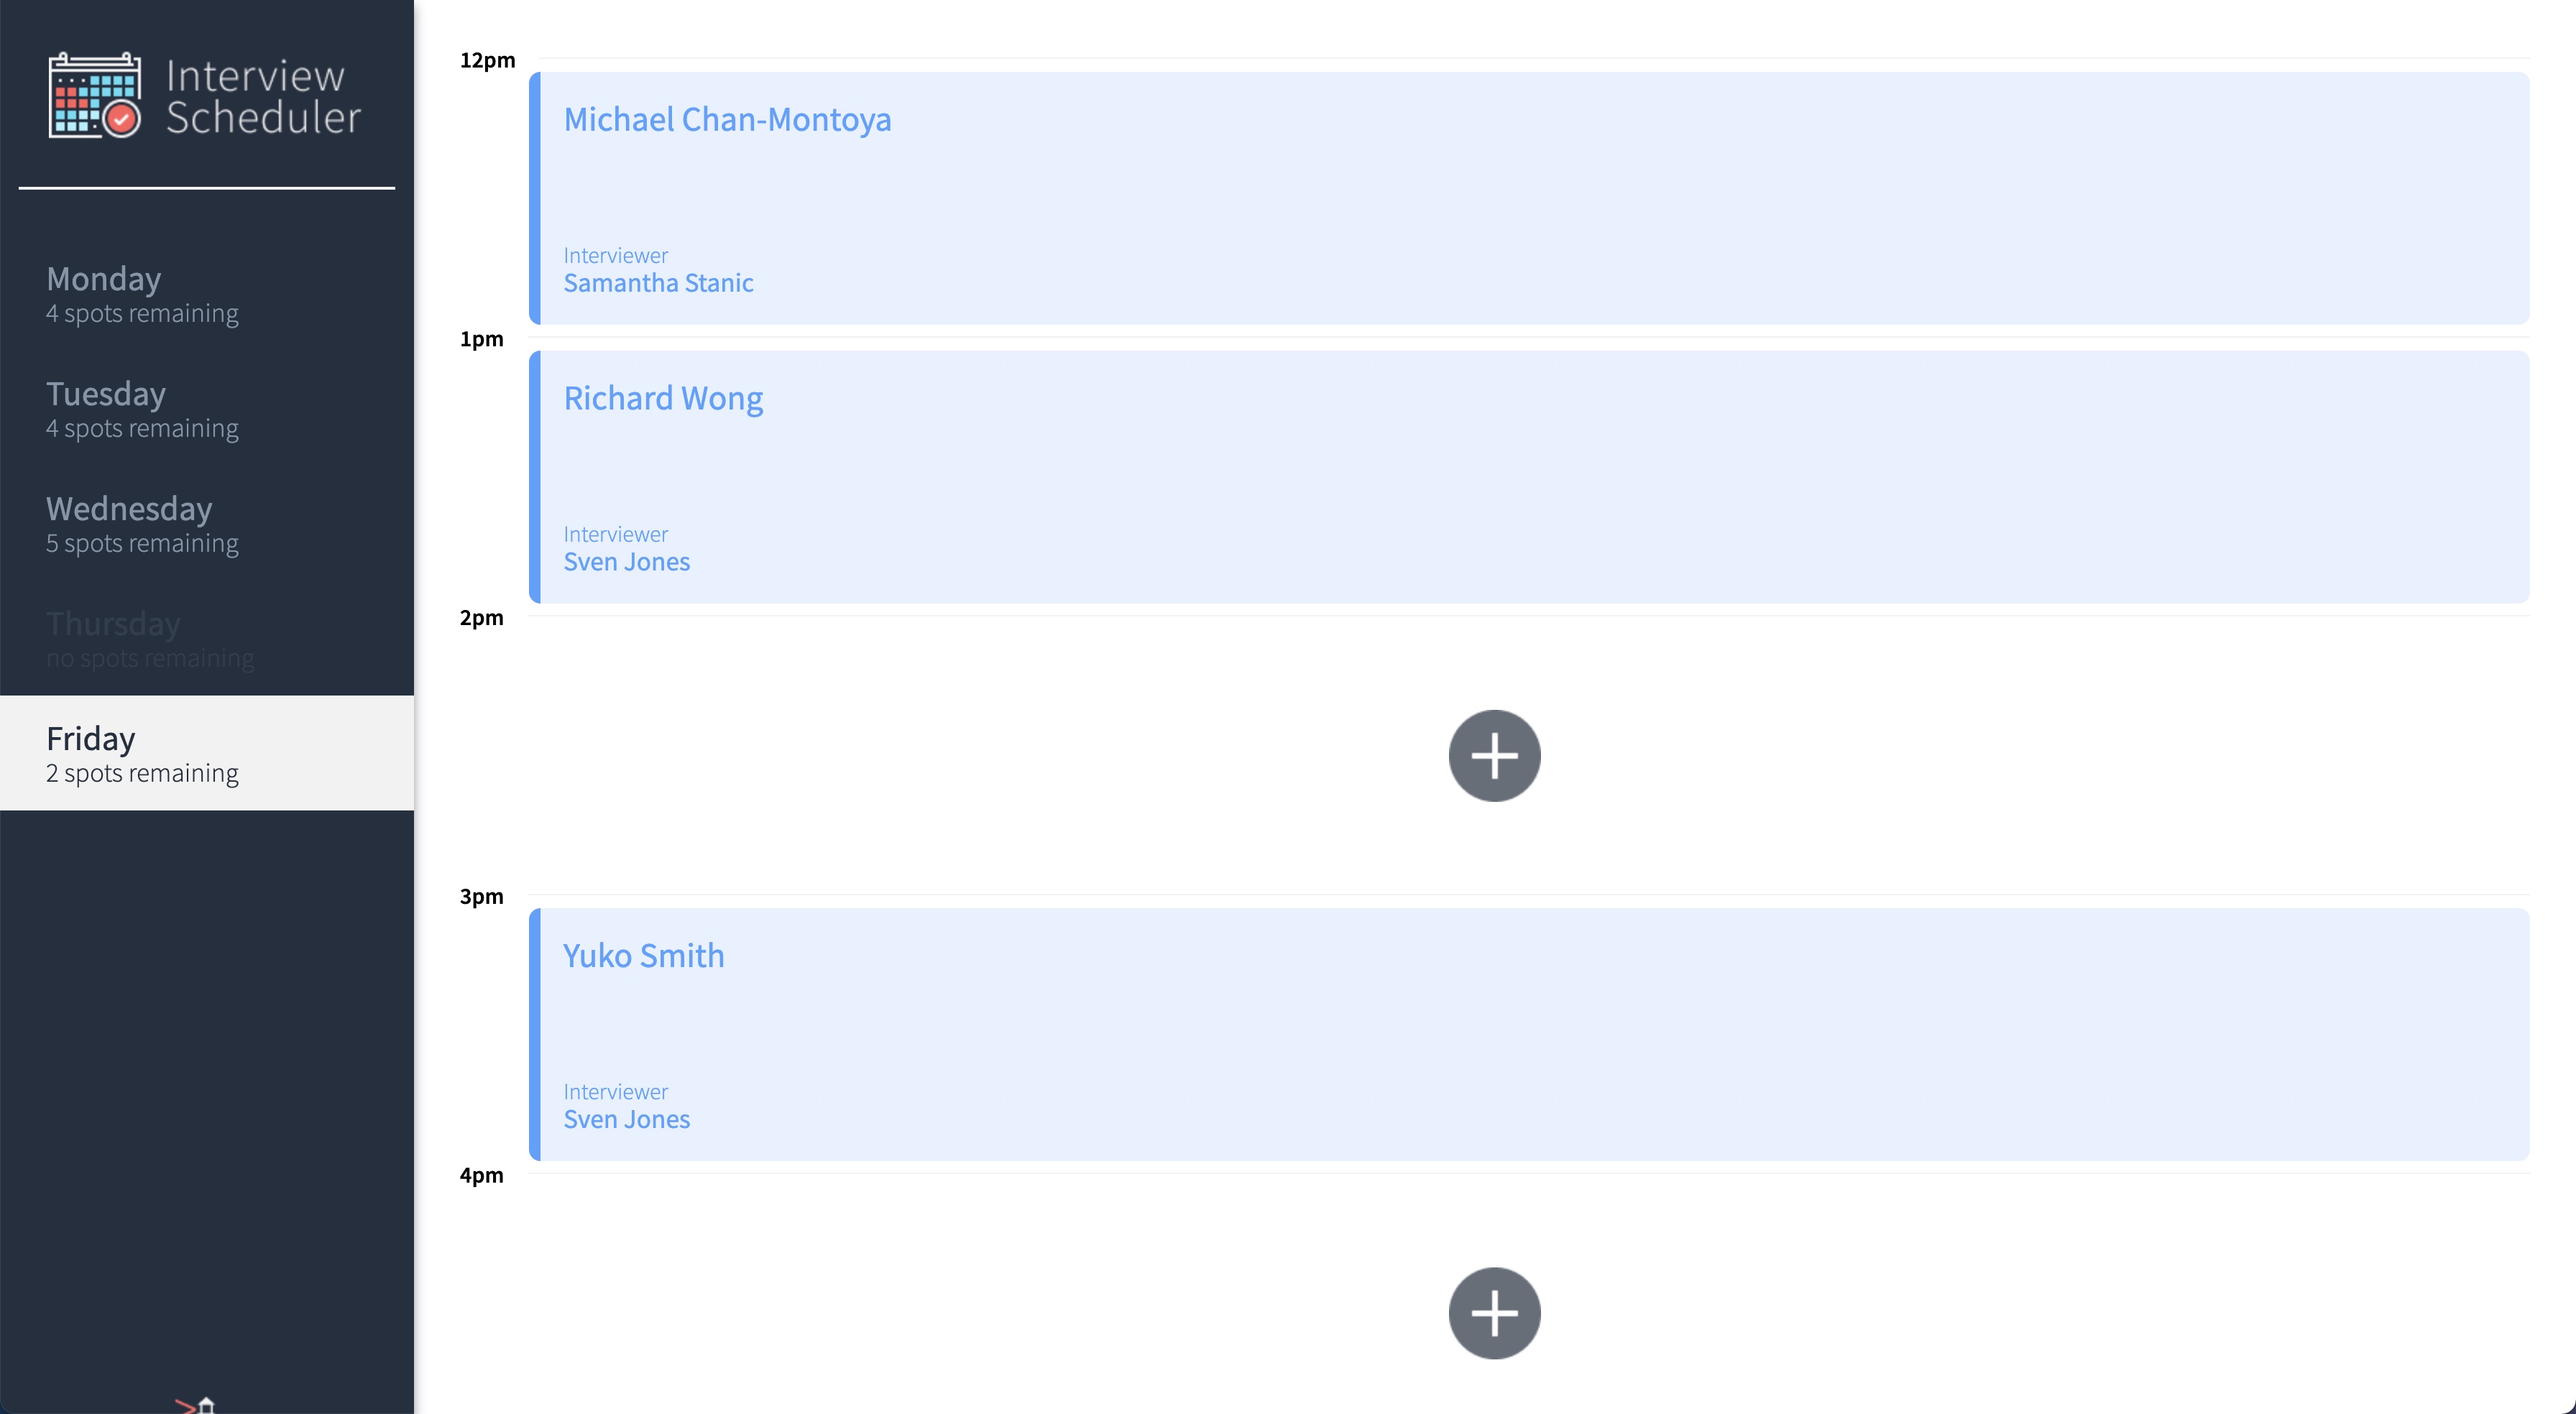 Interview
Scheduler
Monday
4 spots remaining
Tuesday
4 spots remaining
Wednesday
5 spots remaining
Thursday
no spots remaining
Friday
2 spots remaining
12pm
Michael Chan-Montoya
Interviewer
Samantha Stanic
1pm
Richard Wong
Interviewer
Sven Jones
2pm
3pm
Yuko Smith
Interviewer
Sven Jones
4pm